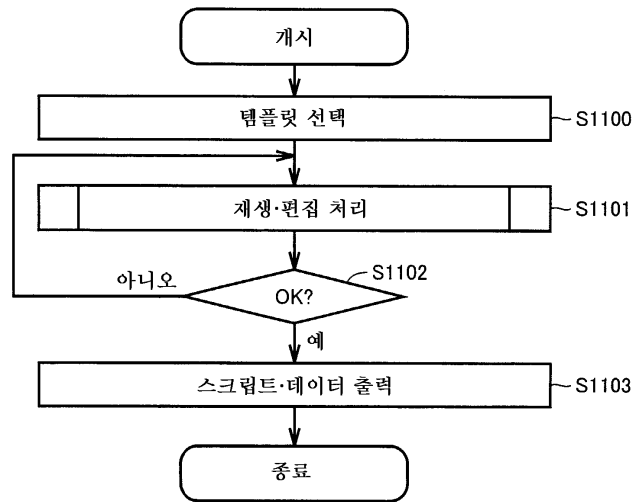 개시
템플릿 선택
S1100
재생·편집 처리
S1101
S1102
아니오
OK?
예
스크립트·데이터 출력
S1103
종료